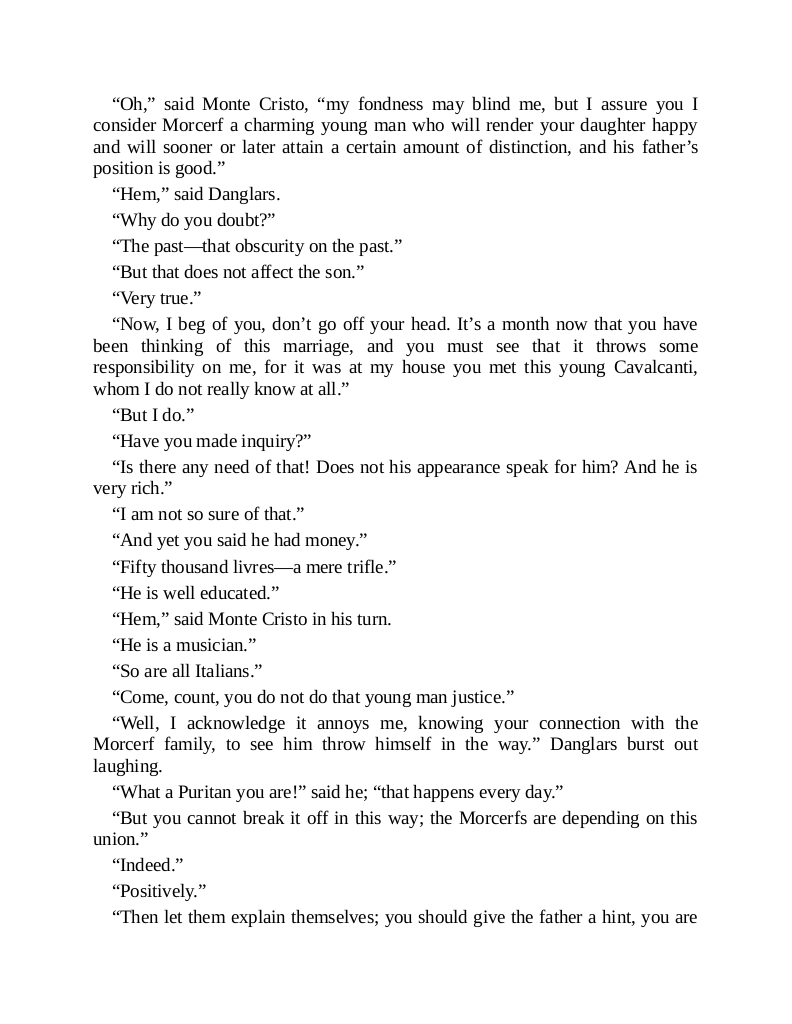 “Oh,” said Monte Cristo, “my fondness may blind me, but I assure you I
consider Morcerf a charming young man who will render your daughter happy
and will sooner or later attain a certain amount of distinction, and his father’s
position is good.”
“Hem,” said Danglars.
“Why do you doubt?”
“The past—that obscurity on the past.”
“But that does not affect the son.”
“Very true.”
“Now, I beg of you, don’t go off your head. It’s a month now that you have
been thinking of this marriage, and you must see that it throws some
responsibility on me, for it was at my house you met this young Cavalcanti,
whom I do not really know at all.”
“But I do.”
“Have you made inquiry?”
“Is there any need of that! Does not his appearance speak for him? And he is
very rich.”
“I am not so sure of that.”
“And yet you said he had money.”
“Fifty thousand livres—a mere trifle.”
“He is well educated.”
“Hem,” said Monte Cristo in his turn.
“He is a musician.”
“So are all Italians.”
“Come, count, you do not do that young man justice.”
“Well, I acknowledge it annoys me, knowing your connection with the
Morcerf family, to see him throw himself in the way.” Danglars burst out
laughing.
“What a Puritan you are!” said he; “that happens every day.”
“But you cannot break it off in this way; the Morcerfs are depending on this
union.”
“Indeed.”
“Positively.”
“Then let them explain themselves; you should give the father a hint, you are